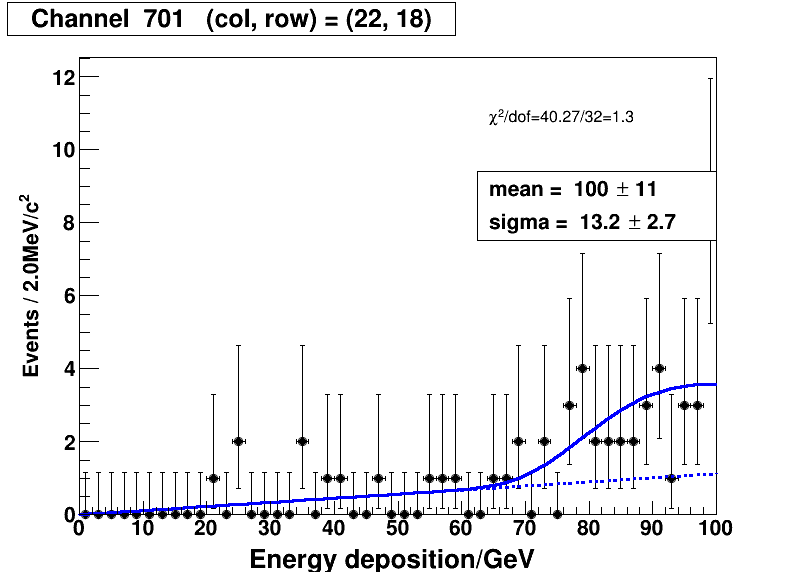 Channel  701   (col, row) = (22, 18)
χ²/dof=40.27/32=1.3
mean =  100 ± 11
sigma =  13.2 ± 2.7
Events / 2.0MeV/c²
12
10
8
6
4
2
0
0 10 20 30 40 50 60 70 80 90 100
Energy deposition/GeV